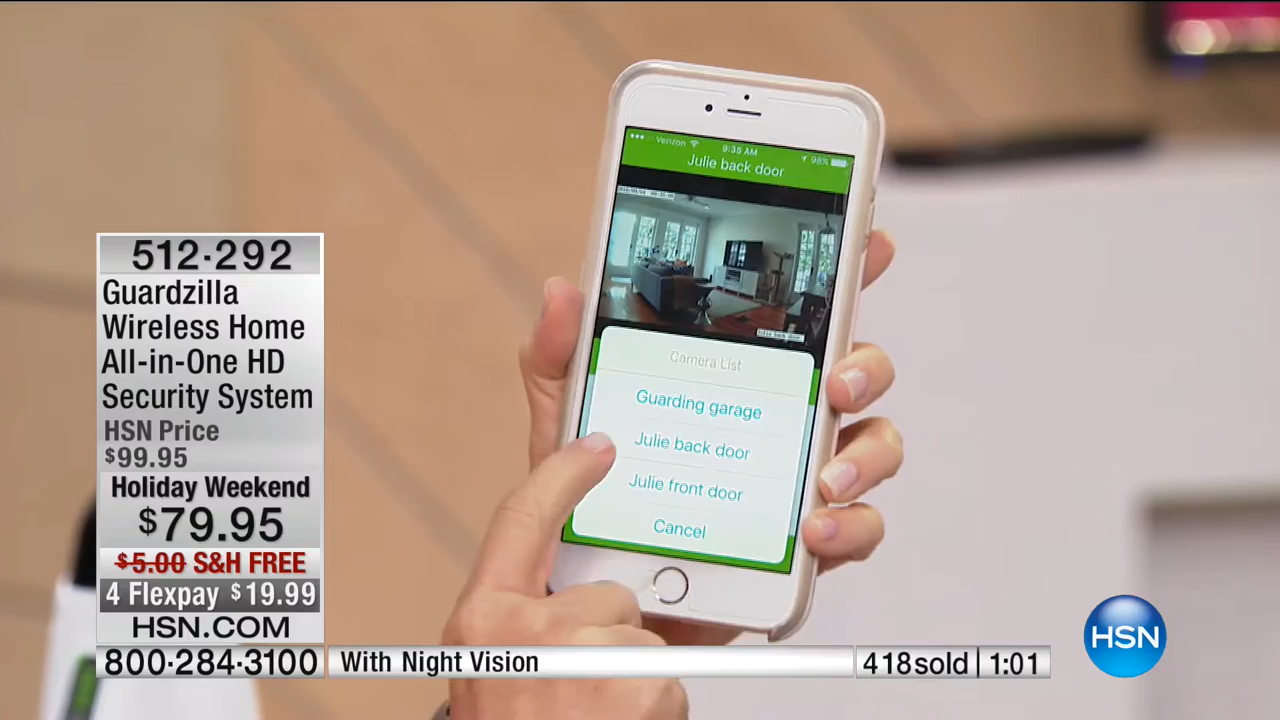 512-292
Guardzilla
Wireless Home
All-in-One HD
Security System
HSN Price
$99.95
Holiday Weekend
$79.95
$5.00 S&H FREE
4 Flexpay $19.99
HSN.COM
800-284-3100
With Night Vision
418 sold
1:01
HSN
Verizon
9:35 AM
98%
Julie back door
Julie back door
Camera List
Guarding garage
Julie back door
Julie front door
Cancel